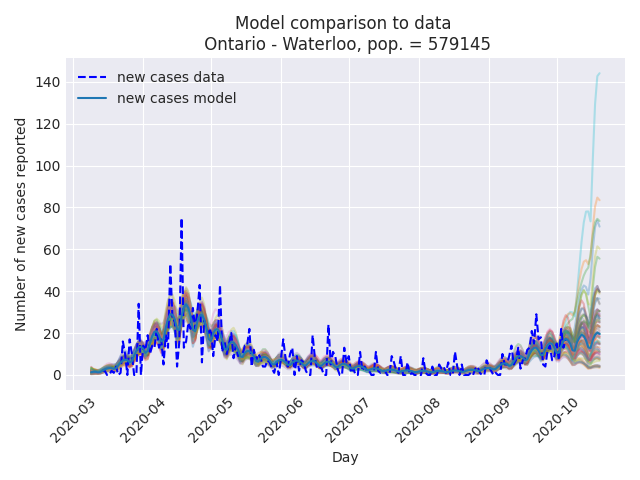 Model comparison to data
Ontario - Waterloo, pop. = 579145
new cases data
new cases model
Number of new cases reported
140
120
100
80
60
40
20
0
2020-03
2020-04
2020-05
2020-06
2020-07
2020-08
2020-09
2020-10
Day